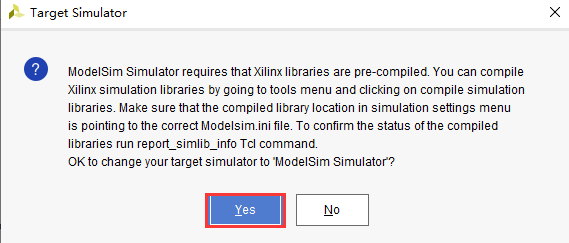 Target Simulator
ModelSim Simulator requires that Xilinx libraries are pre-compiled. You can compile
Xilinx simulation libraries by going to tools menu and clicking on compile simulation
libraries. Make sure that the compiled library location in simulation settings menu
is pointing to the correct Modelsim.ini file. To confirm the status of the compiled
libraries run report_simlib_info Tcl command.
OK to change your target simulator to 'ModelSim Simulator'?
Yes No